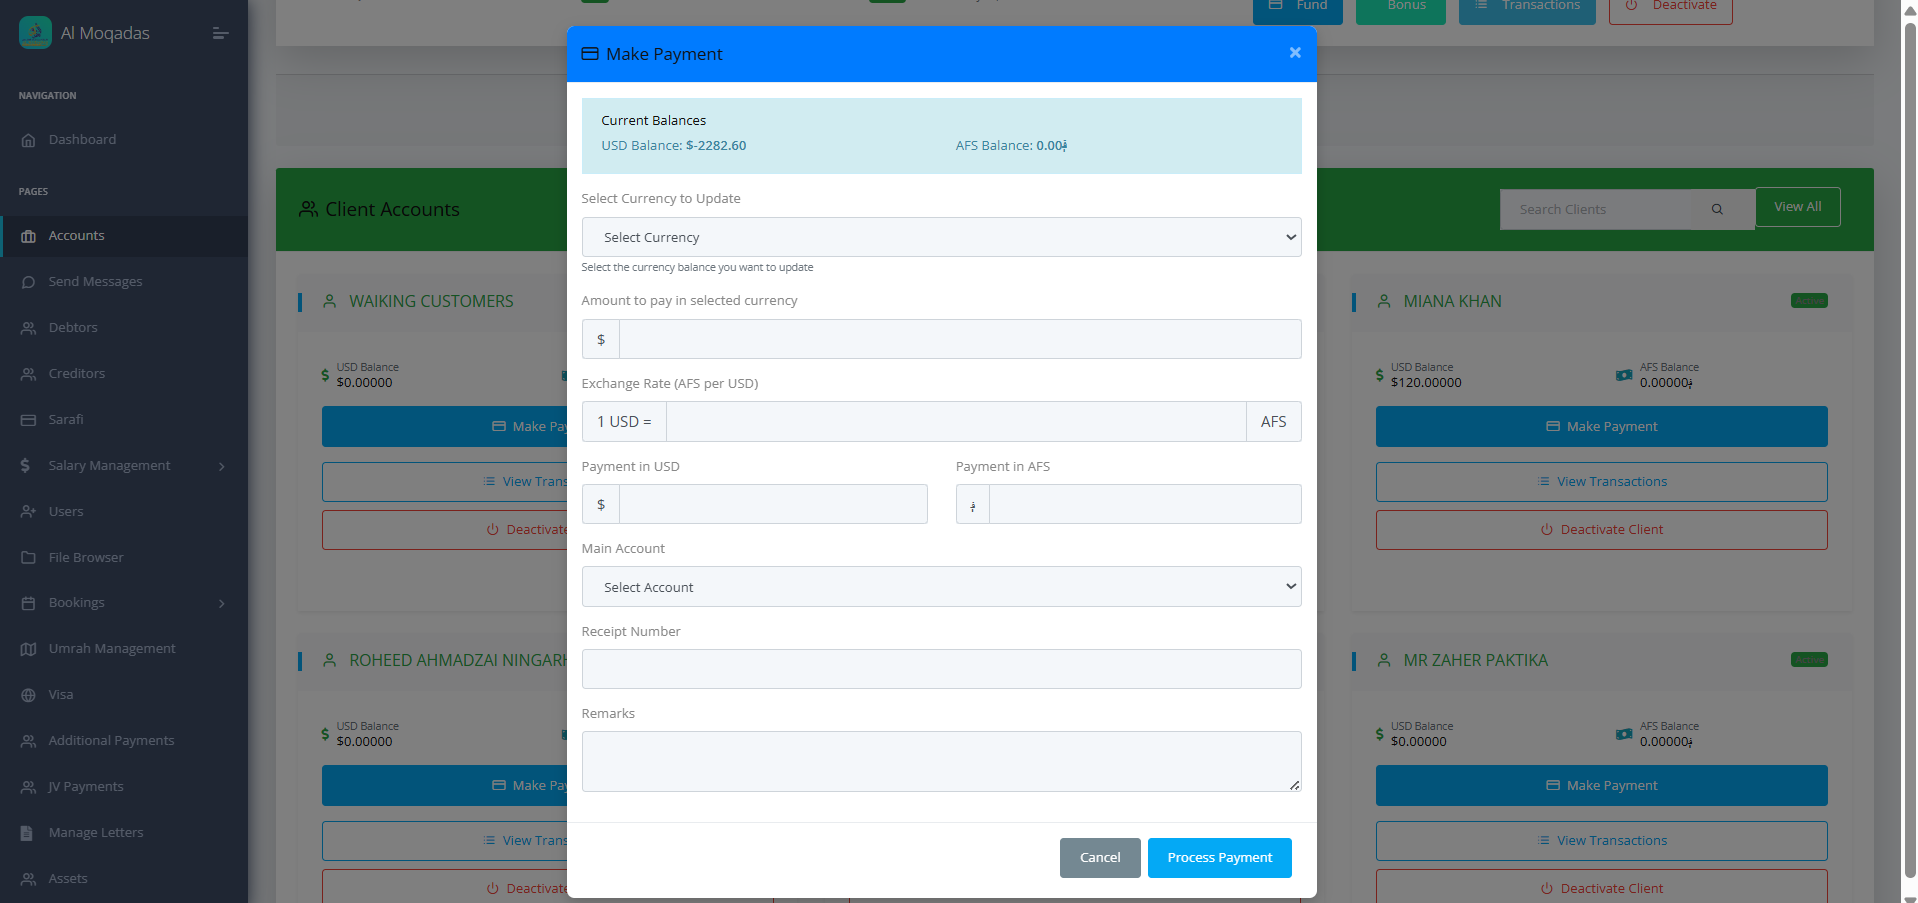 Al Moqadas
NAVIGATION
Dashboard
PAGES
Accounts
Send Messages
Debtors
Creditors
Sarafi
Salary Management
Users
File Browser
Bookings
Umrah Management
Visa
Additional Payments
JV Payments
Manage Letters
Assets
Fund
Bonus
Transactions
Deactivate
Client Accounts
Search Clients
View All
WAIKING CUSTOMERS
USD Balance
$0.00000
Make Pay
View Trans
Deactivate
MIANA KHAN
Active
USD Balance
$120.00000
AFS Balance
0.00000؋
Make Payment
View Transactions
Deactivate Client
ROHEED AHMADZAI NINGARH
USD Balance
$0.00000
Make Pay
View Trans
Deactivate
MR ZAHER PAKTIKA
Active
USD Balance
$0.00000
AFS Balance
0.00000؋
Make Payment
View Transactions
Deactivate Client
Make Payment
×
Current Balances
USD Balance: $-2282.60
AFS Balance: 0.00؋
Select Currency to Update
Select Currency
Select the currency balance you want to update
Amount to pay in selected currency
$
Exchange Rate (AFS per USD)
1 USD =
AFS
Payment in USD
Payment in AFS
$
؋
Main Account
Select Account
Receipt Number
Remarks
Cancel
Process Payment